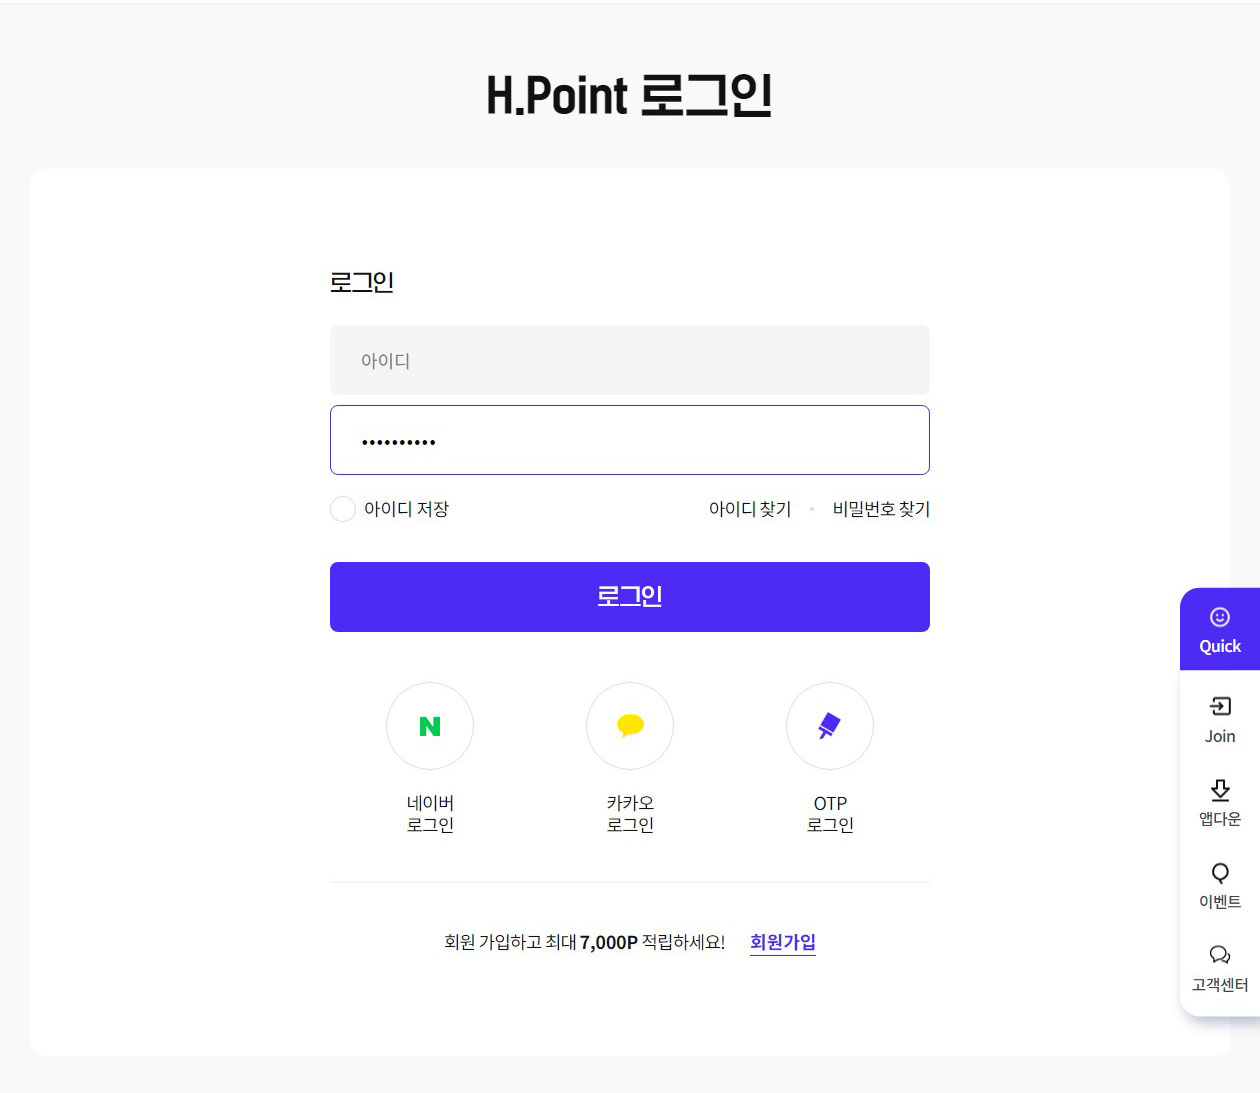 H.Point 로그인
로그인
아이디
••••••••••
아이디 저장
아이디 찾기 · 비밀번호 찾기
로그인
N
네이버
로그인
카카오
로그인
OTP
로그인
회원 가입하고 최대 7,000P 적립하세요! 회원가입
Quick
Join
앱다운
이벤트
고객센터